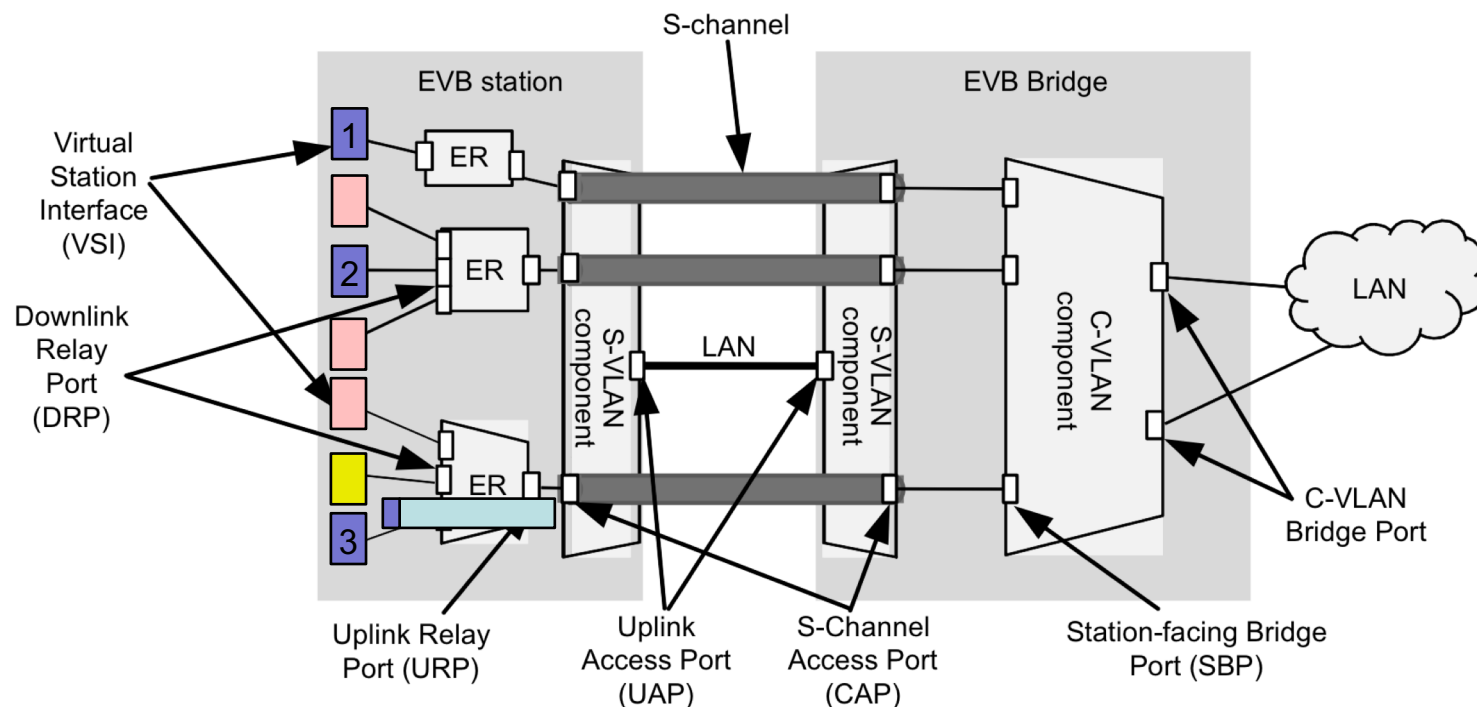 S-channel
EVB station
EVB Bridge
Virtual
Station
Interface
(VSI)
1
ER
2
ER
Downlink
Relay
Port
(DRP)
S-VLAN
component
LAN
S-VLAN
component
C-VLAN
component
LAN
ER
3
C-VLAN
Bridge Port
Uplink Relay
Port (URP)
Uplink
Access Port
(UAP)
S-Channel
Access Port
(CAP)
Station-facing Bridge
Port (SBP)